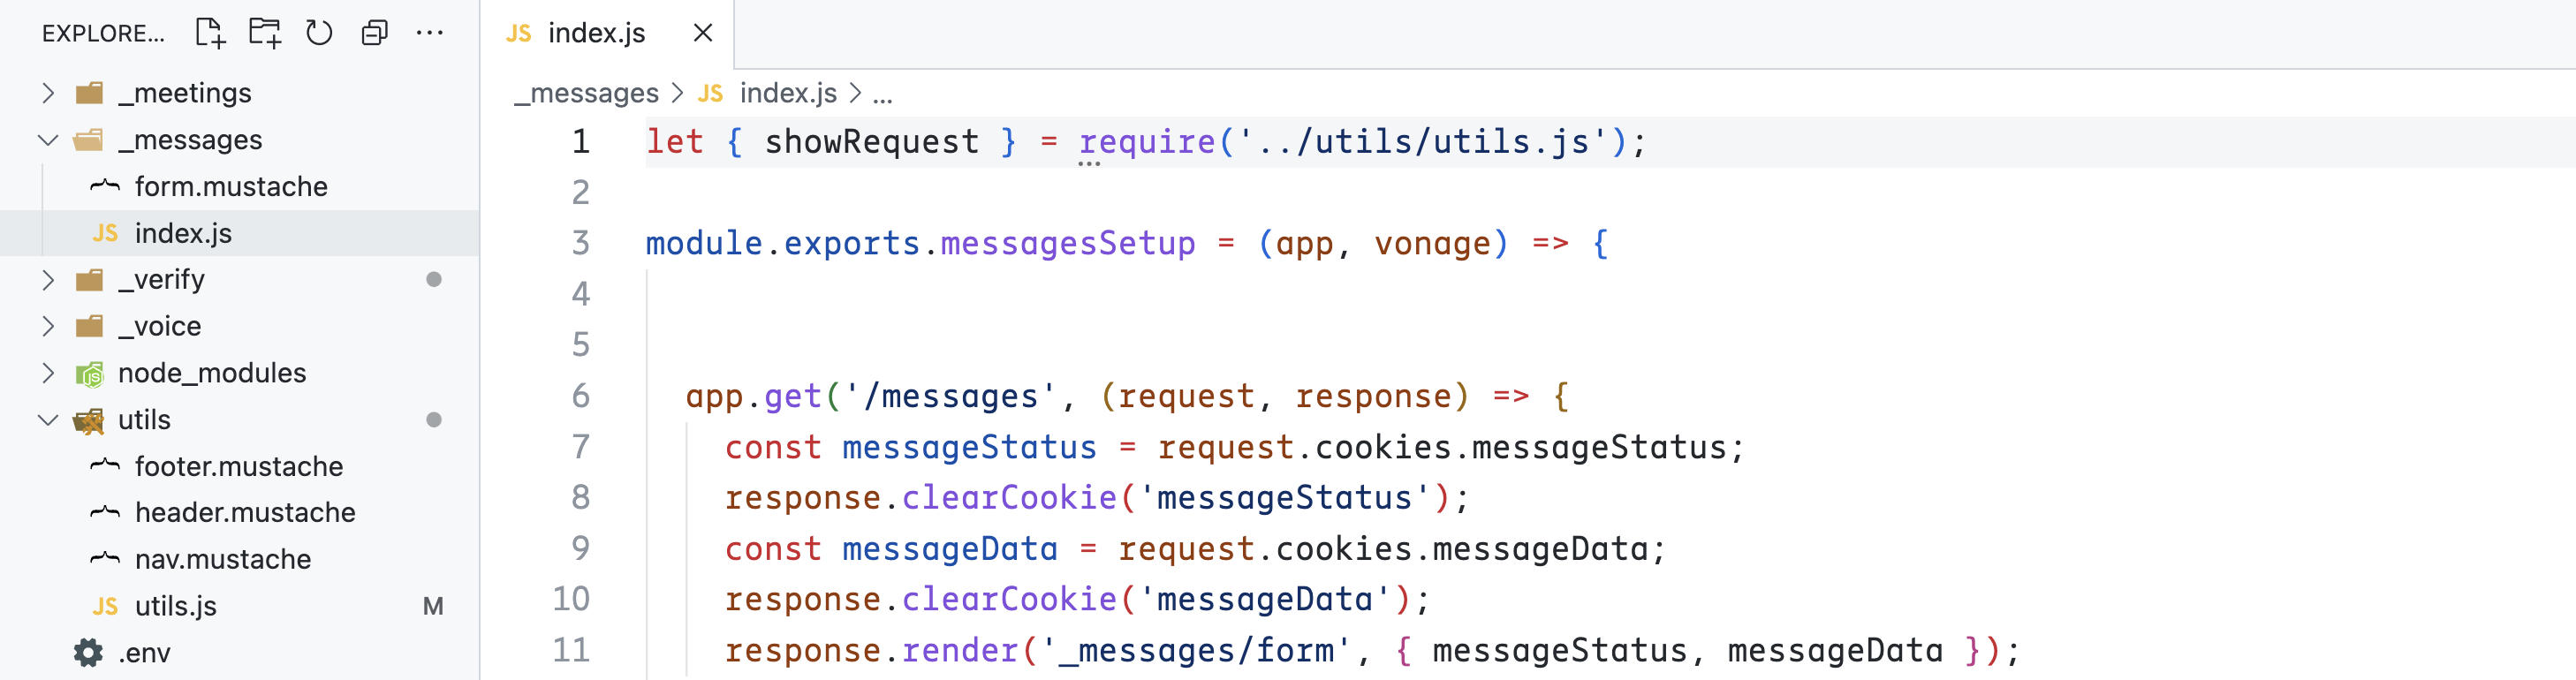 EXPLORE...
_meetings
_messages
form.mustache
JS index.js
_verify
_voice
node_modules
utils
footer.mustache
header.mustache
nav.mustache
JS utils.js M
.env
JS index.js
_messages > JS index.js > ...
1 let { showRequest } = require('../utils/utils.js');
2
3 module.exports.messagesSetup = (app, vonage) => {
4
5
6 app.get('/messages', (request, response) => {
7 const messageStatus = request.cookies.messageStatus;
8 response.clearCookie('messageStatus');
9 const messageData = request.cookies.messageData;
10 response.clearCookie('messageData');
11 response.render('_messages/form', { messageStatus, messageData });